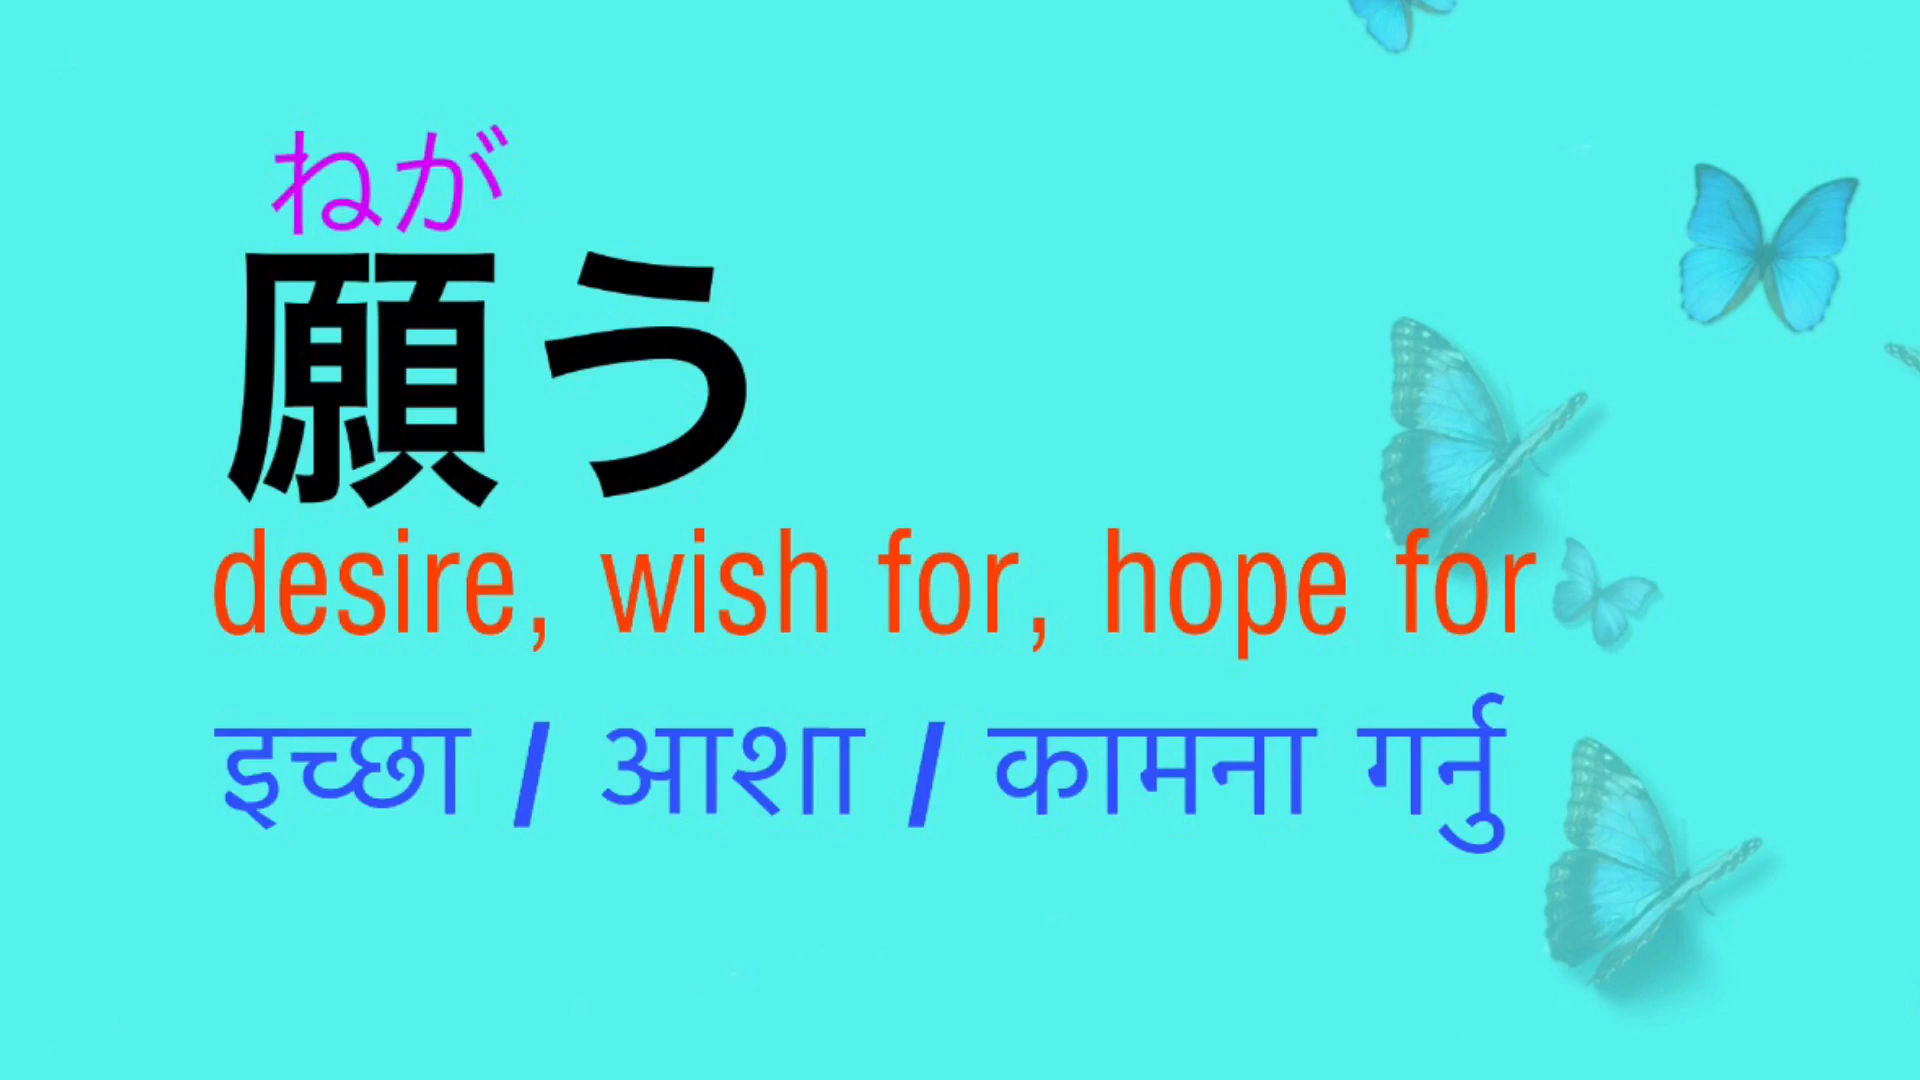 ねが
願う
desire, wish for, hope for
इच्छा / आशा / कामना गर्नु